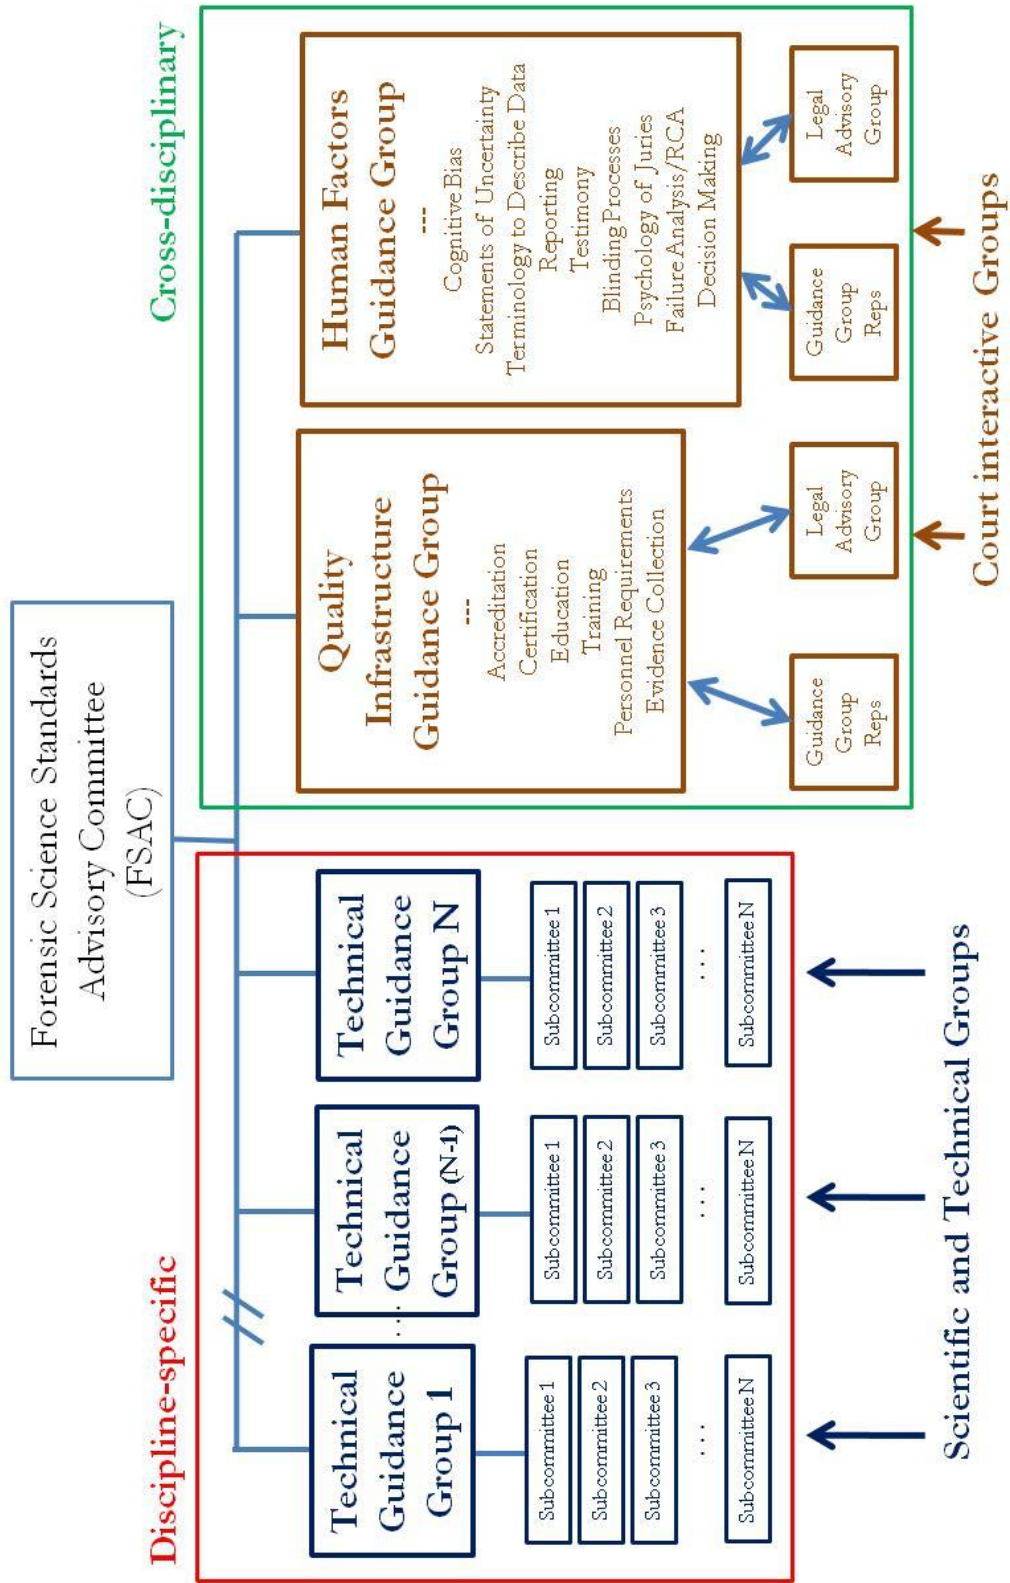 Forensic Science Standards
Advisory Committee
(FSAC)
Discipline-specific
Cross-disciplinary
Technical
Guidance
Group 1
Subcommittee 1
Subcommittee 2
Subcommittee 3
...
Subcommittee N
....
Technical
Guidance
Group (N-1)
Subcommittee 1
Subcommittee 2
Subcommittee 3
...
Subcommittee N
Technical
Guidance
Group N
Subcommittee 1
Subcommittee 2
Subcommittee 3
...
Subcommittee N
Quality
Infrastructure
Guidance Group
---
Accreditation
Certification
Education
Training
Personnel Requirements
Evidence Collection
Guidance
Group
Reps
Legal
Advisory
Group
Human Factors
Guidance Group
---
Cognitive Bias
Statements of Uncertainty
Terminology to Describe Data
Reporting
Testimony
Blinding Processes
Psychology of Juries
Failure Analysis/RCA
Decision Making
Guidance
Group
Reps
Legal
Advisory
Group
Scientific and Technical Groups
Court interactive Groups